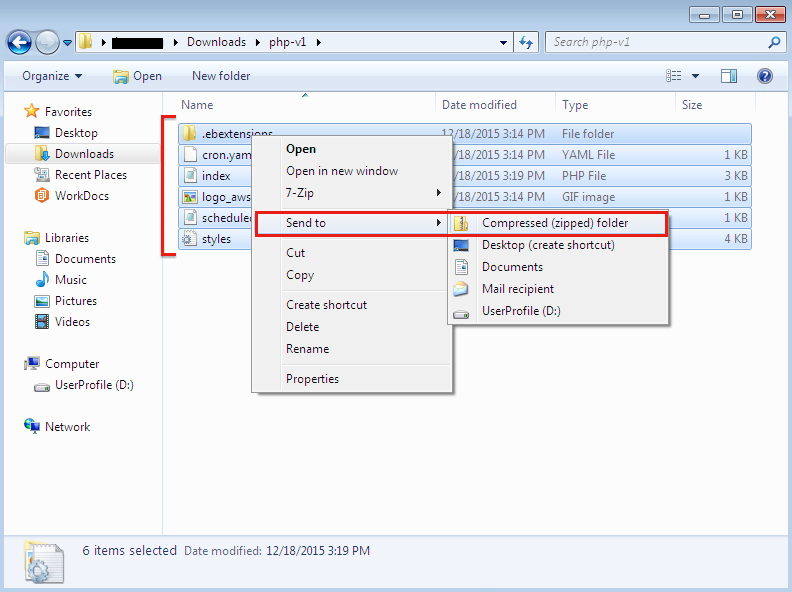 Downloads php-v1
Search php-v1
Organize Open New folder
Name Date modified Type Size
Favorites
Desktop
Downloads
Recent Places
WorkDocs
Libraries
Documents
Music
Pictures
Videos
Computer
UserProfile (D:)
Network
.ebextensions 12/18/2015 3:14 PM File folder
cron.yam /18/2015 3:14 PM YAML File 1 KB
index /18/2015 3:19 PM PHP File 3 KB
logo_aws /18/2015 3:14 PM GIF image 1 KB
schedule 1 KB
styles 4 KB
Open
Open in new window
7-Zip
Send to
Cut
Copy
Create shortcut
Delete
Rename
Properties
Compressed (zipped) folder
Desktop (create shortcut)
Documents
Mail recipient
UserProfile (D:)
6 items selected Date modified: 12/18/2015 3:19 PM